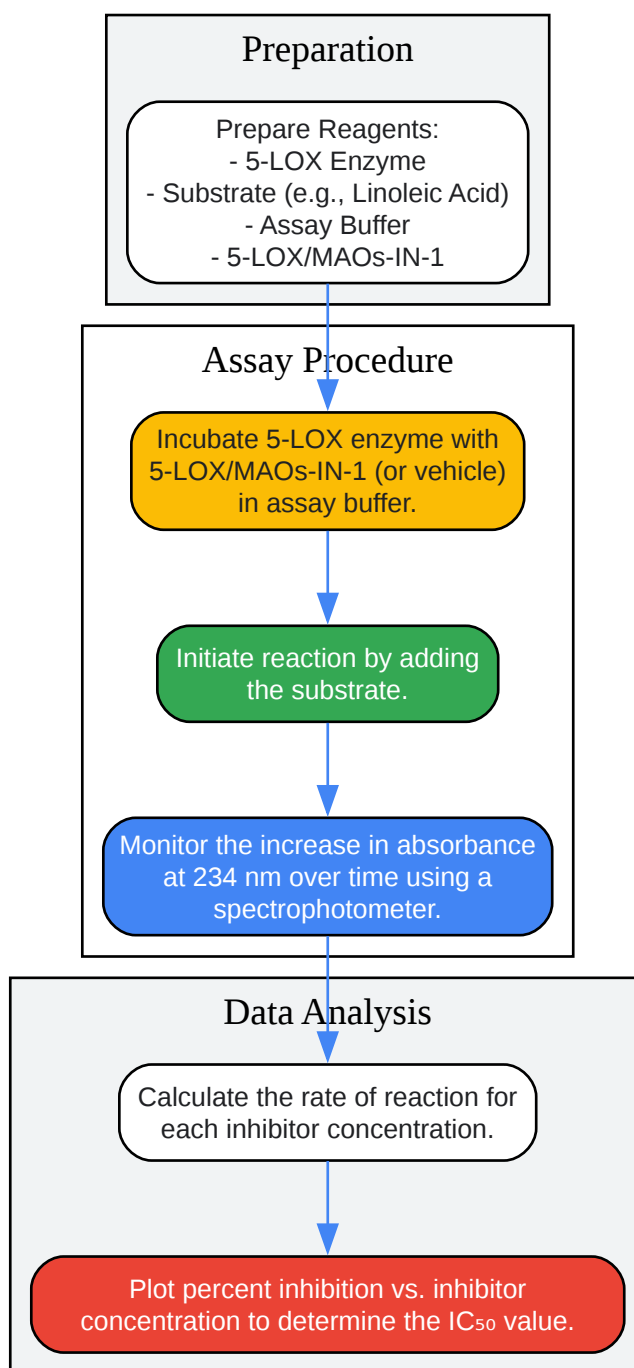 Preparation
Prepare Reagents:
- 5-LOX Enzyme
- Substrate (e.g., Linoleic Acid)
- Assay Buffer
- 5-LOX/MAOs-IN-1
Assay Procedure
Incubate 5-LOX enzyme with
5-LOX/MAOs-IN-1 (or vehicle)
in assay buffer.
Initiate reaction by adding
the substrate.
Monitor the increase in absorbance
at 234 nm over time using a
spectrophotometer.
Data Analysis
Calculate the rate of reaction for
each inhibitor concentration.
Plot percent inhibition vs. inhibitor
concentration to determine the IC₅₀ value.